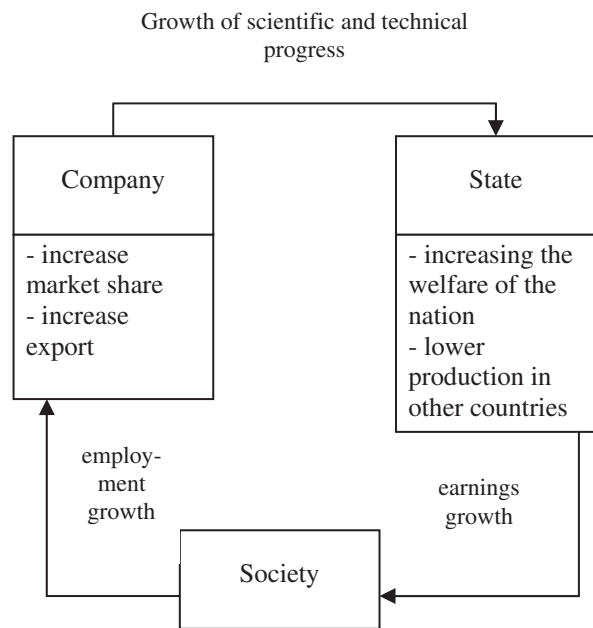 Growth of scientific and technical
progress
Company
- increase
market share
- increase
export
State
- increasing the
welfare of the
nation
- lower
production in
other countries
employ-
ment
growth
earnings
growth
Society